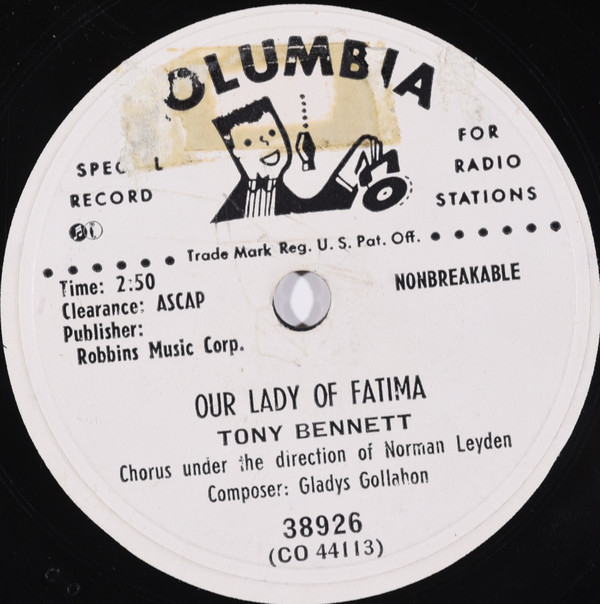 OLUMBIA
SPEC L
RECORD
FOR
RADIO
STATIONS
Trade Mark Reg. U. S. Pat. Off.
Time: 2:50
Clearance: ASCAP
Publisher:
Robbins Music Corp.
NONBREAKABLE
OUR LADY OF FATIMA
TONY BENNETT
Chorus under the direction of Norman Leyden
Composer: Gladys Gollahon
38926
(CO 44113)